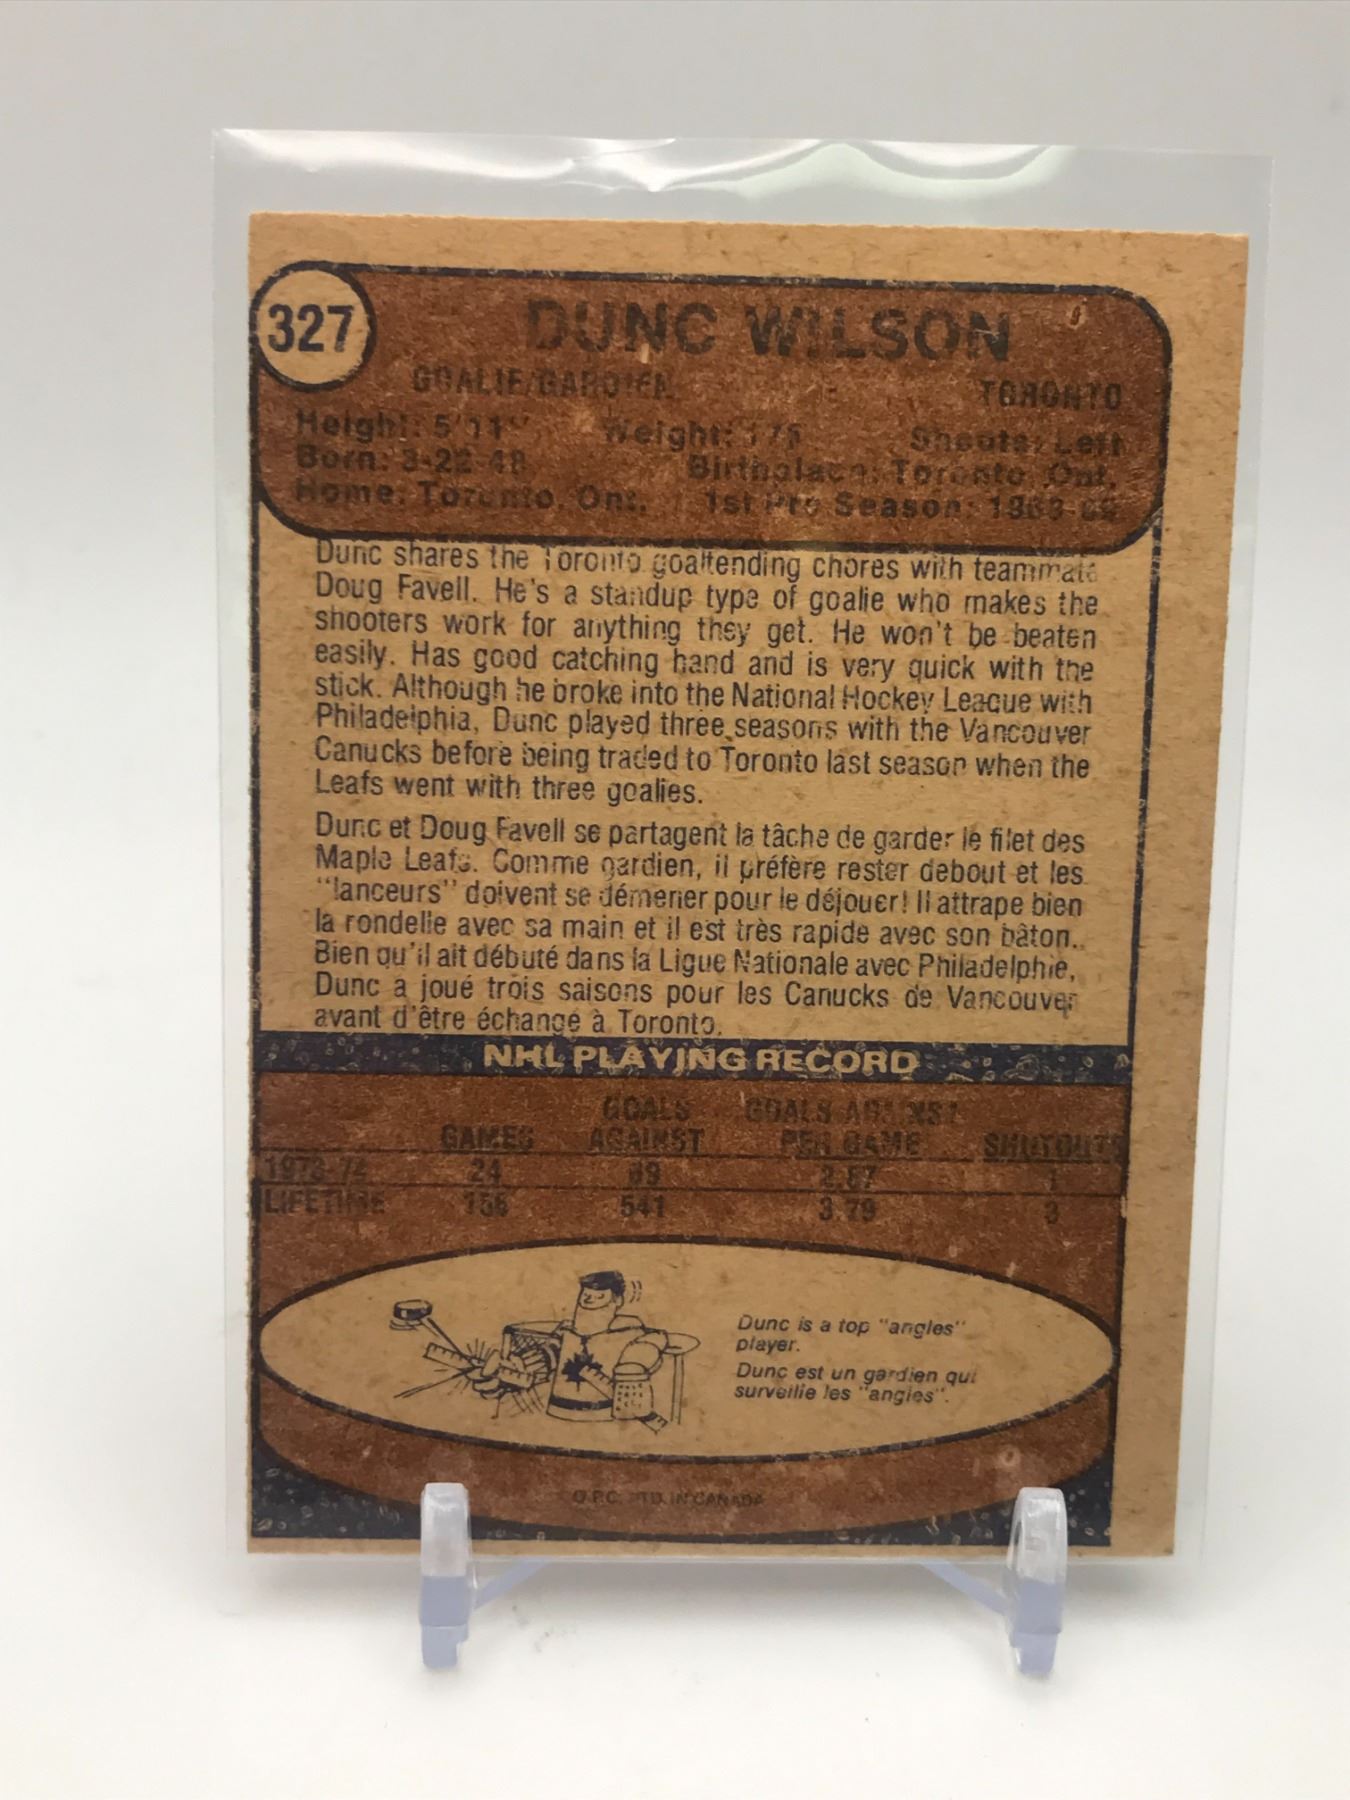 327
DUNC WILSON
GOALIE/GARDIEN TORONTO
Height: 5'11" Weight: 175 Shoots: Left
Born: 3-22-48 Birthplace: Toronto, Ont.
Home: Toronto, Ont. 1st Pro Season:
Dunc shares the Toronto goaltending chores with teammate
Doug Favell. He's a standup type of goalie who makes the
shooters work for anything they get. He won't be beaten
easily. Has good catching hand and is very quick with the
stick. Although he broke into the National Hockey League with
Philadelphia, Dunc played three seasons with the Vancouver
Canucks before being traded to Toronto last season when the
Leafs went with three goalies.
Dunc et Doug Favell se partagent la tâche de garder le filet des
Maple Leafs. Comme gardien, il préfère rester debout et les
"lanceurs" doivent se démener pour le déjouer! Il attrape bien
la rondelle avec sa main et il est très rapide avec son bâton.
Bien qu'il ait débuté dans la Ligue Nationale avec Philadelphie,
Dunc a joué trois saisons pour les Canucks de Vancouver
avant d'être échangé à Toronto.
NHL PLAYING RECORD
GOALS GOALS AGAINST
GAMES AGAINST PER GAME SHUTOUTS
1973-74 24 2.87 1
LIFETIME 541 3.79 3
Dunc is a top "angles"
player.
Dunc est un gardien qui
surveille les "angles".
O.P.C. PTD. IN CANADA